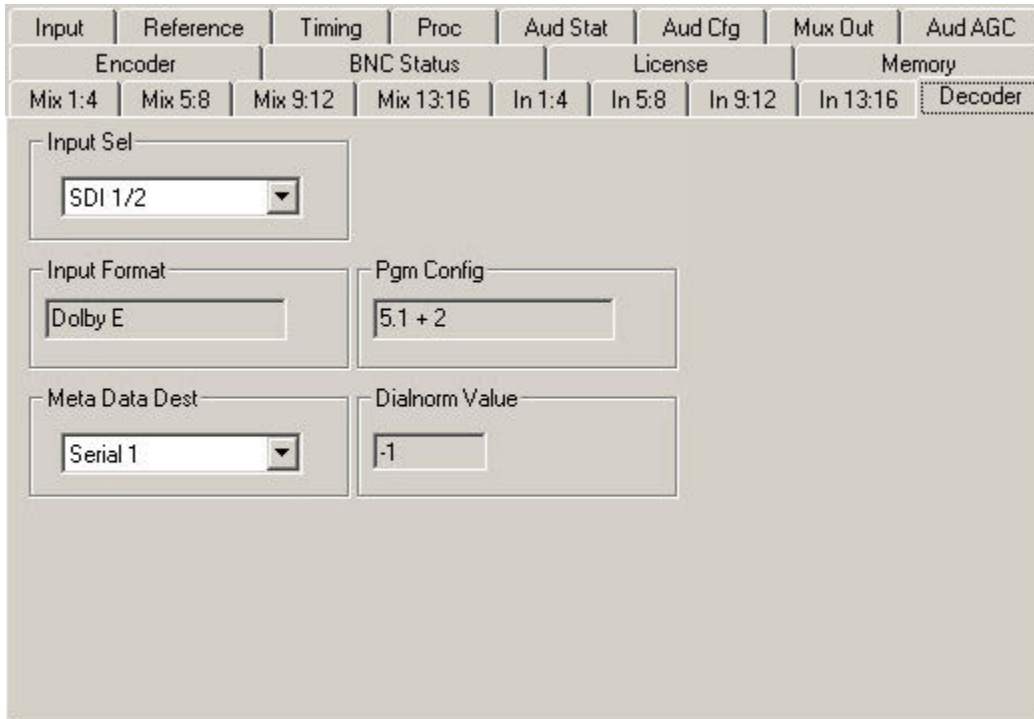 Input Reference Timing Proc Aud Stat Aud Cfg Mux Out Aud AGC
Encoder BNC Status License Memory
Mix 1:4 Mix 5:8 Mix 9:12 Mix 13:16 In 1:4 In 5:8 In 9:12 In 13:16 Decoder
Input Sel
SDI 1/2
Input Format Pgm Config
Dolby E 5.1 + 2
Meta Data Dest Dialnorm Value
Serial 1 -1